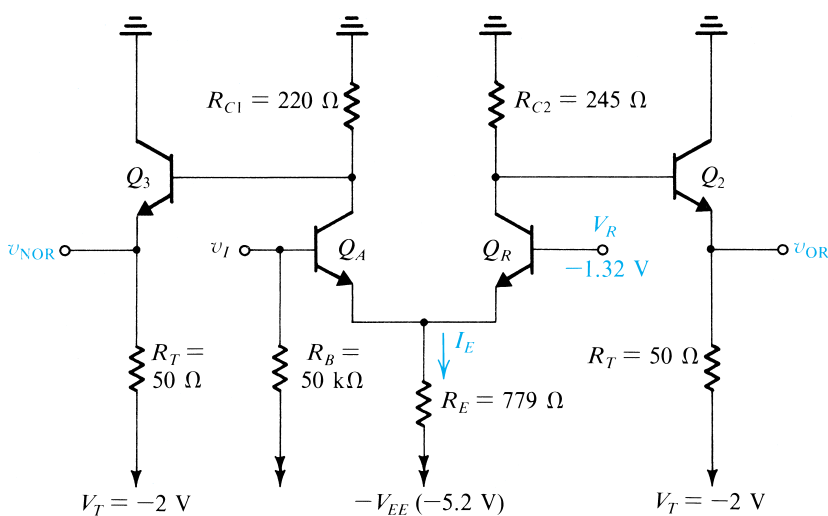 R_C1 = 220 Ω
R_C2 = 245 Ω
Q_3
Q_2
v_NOR
v_I
Q_A
Q_R
V_R
−1.32 V
v_OR
R_T =
50 Ω
R_B =
50 kΩ
I_E
R_E = 779 Ω
R_T = 50 Ω
V_T = −2 V
−V_EE (−5.2 V)
V_T = −2 V